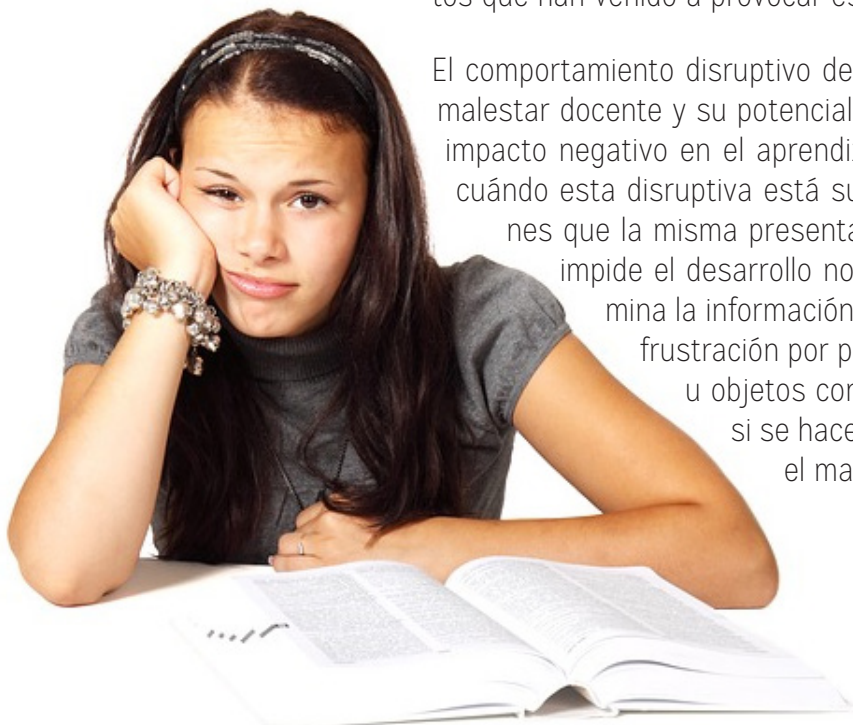 tos que han venido a provocar es
El comportamiento disruptivo de
malestar docente y su potencial
impacto negativo en el aprendiz
cuándo esta disruptiva está su
nes que la misma presenta
impide el desarrollo no
mina la información
frustración por p
u objetos con
si se hace
el ma